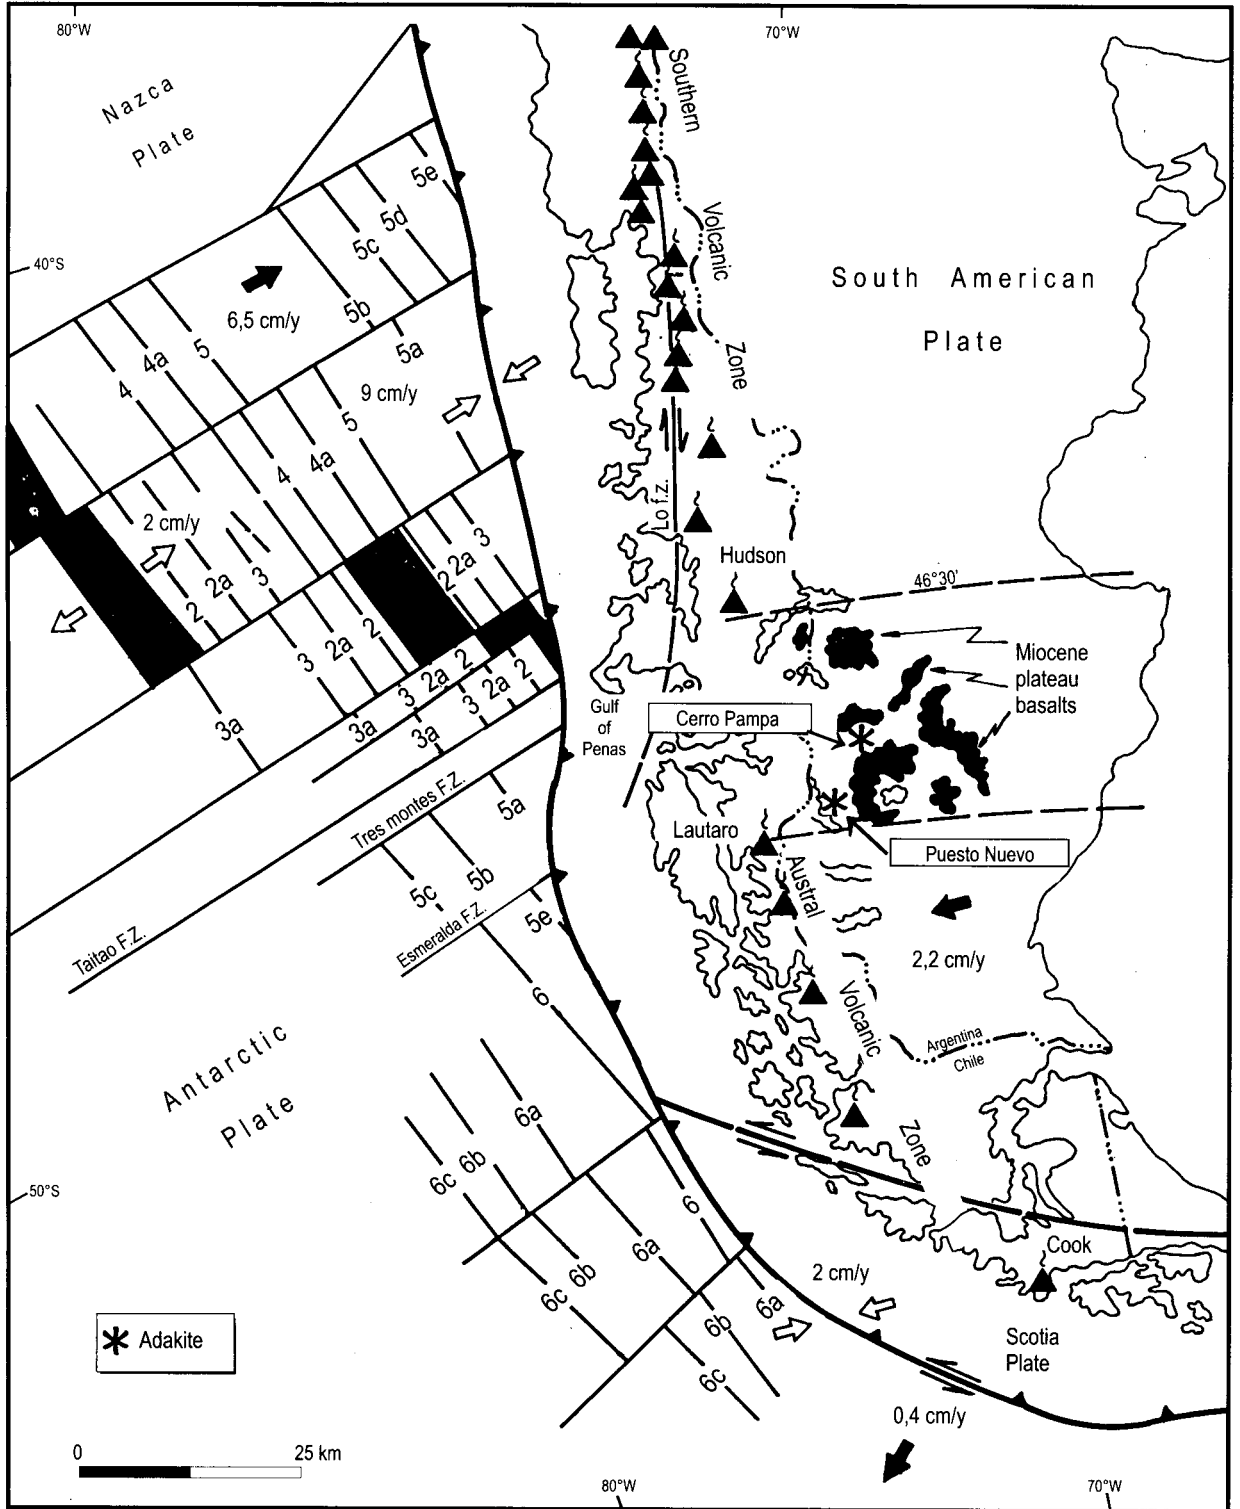 80°W
70°W
Nazca
Plate
Southern
Volcanic
Zone
5e
5d
5c
5b
40°S
6,5 cm/y
5
4a
4
South American
Plate
5a
9 cm/y
5
4a
4
2 cm/y
Lo f.z.
3
2a
2
3
2a
2
Hudson
46°30'
Miocene
plateau
basalts
3
2a
2
3a
2
2a
3
3a
2
2a
3
3a
Gulf
of
Penas
Cerro Pampa
Tres montes F.Z.
5a
5b
5c
Lautaro
Puesto Nuevo
Austral
Volcanic
Zone
Taitao F.Z.
Esmeralda F.Z.
5e
6
2,2 cm/y
Argentina
Chile
Antarctic
Plate
6a
6b
6c
50°S
6
6a
6b
6c
6a
6b
6c
Cook
2 cm/y
Scotia
Plate
0,4 cm/y
Adakite
0
25 km
80°W
70°W